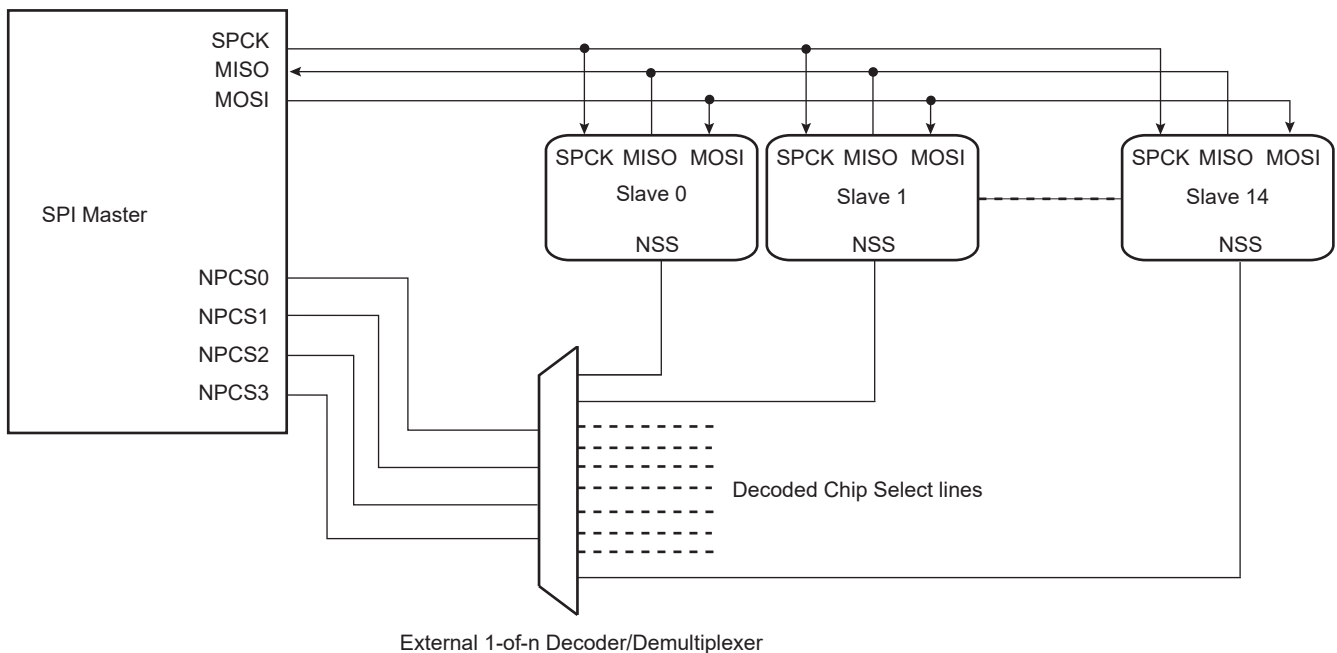 SPCK
MISO
MOSI
SPI Master
NPCS0
NPCS1
NPCS2
NPCS3
SPCK MISO MOSI
Slave 0
NSS
SPCK MISO MOSI
Slave 1
NSS
SPCK MISO MOSI
Slave 14
NSS
Decoded Chip Select lines
External 1-of-n Decoder/Demultiplexer